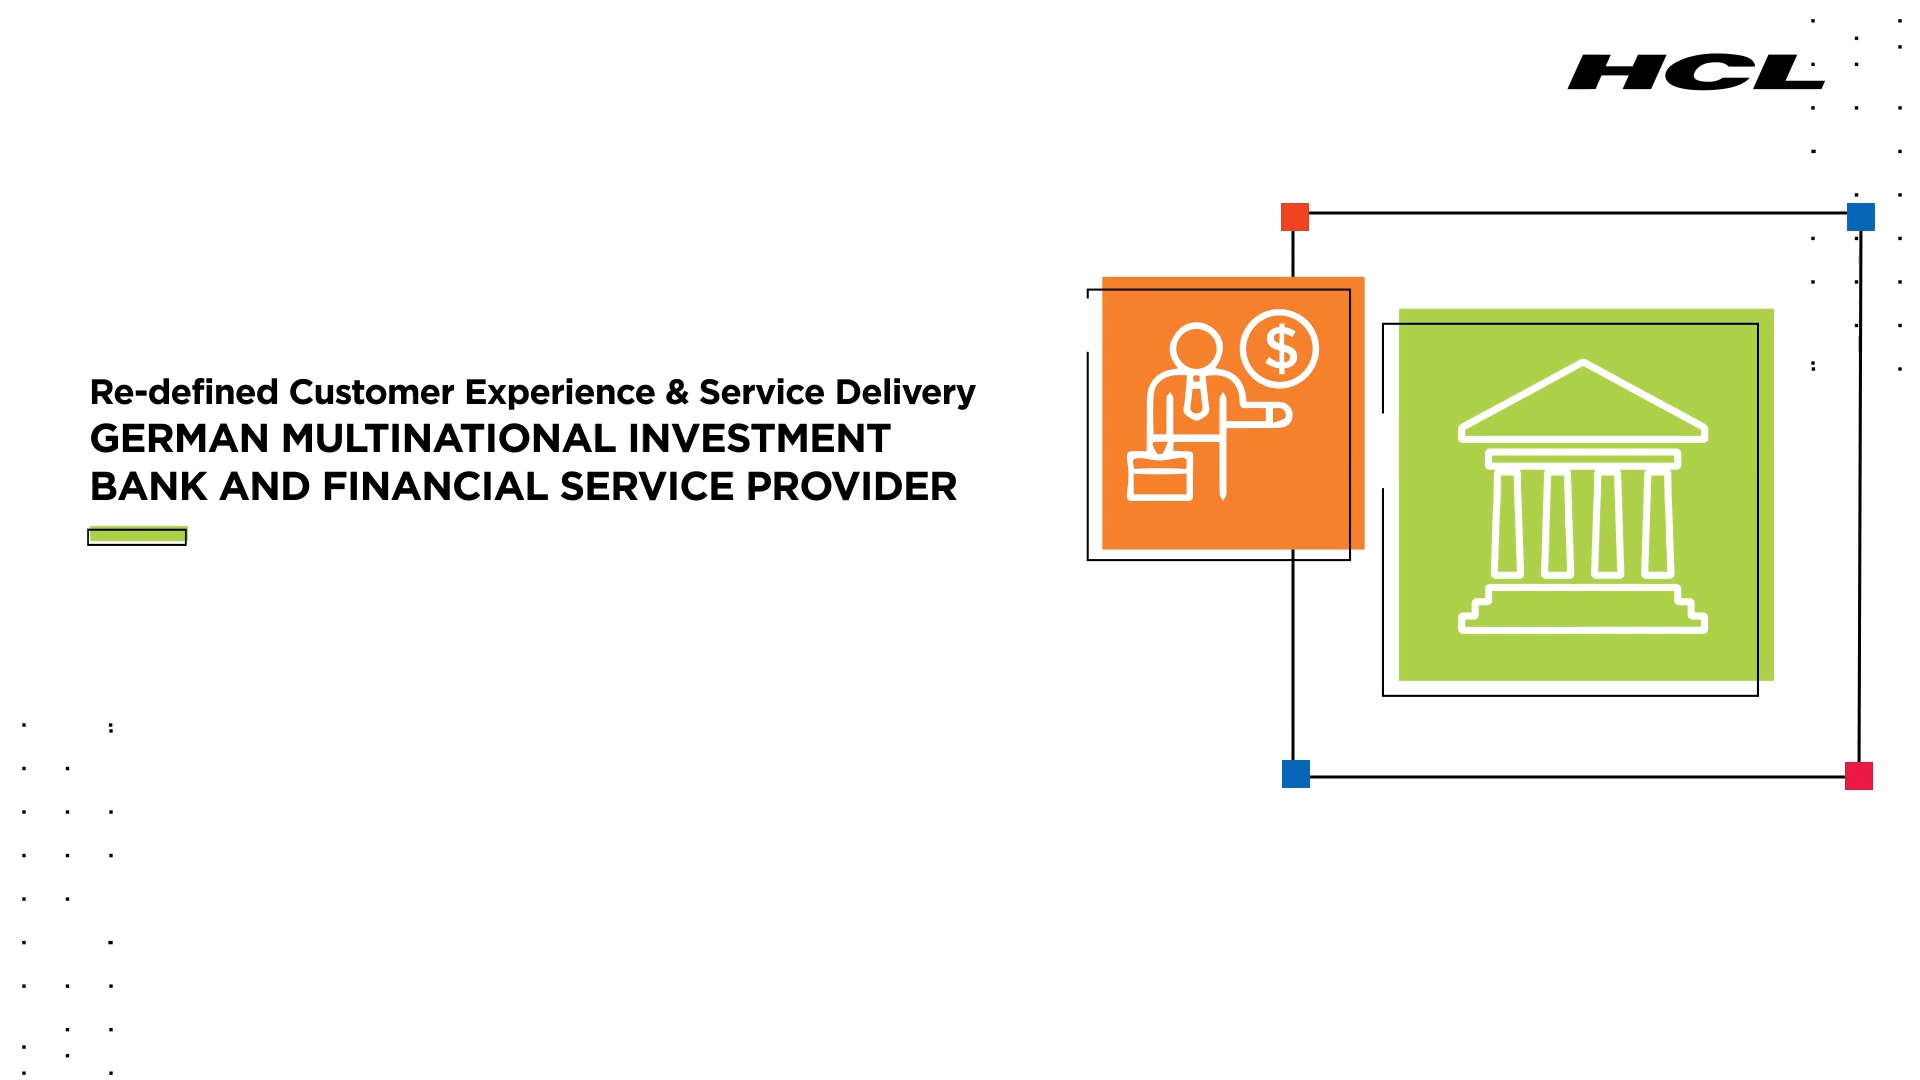 HCL
Re-defined Customer Experience & Service Delivery
GERMAN MULTINATIONAL INVESTMENT
BANK AND FINANCIAL SERVICE PROVIDER
$